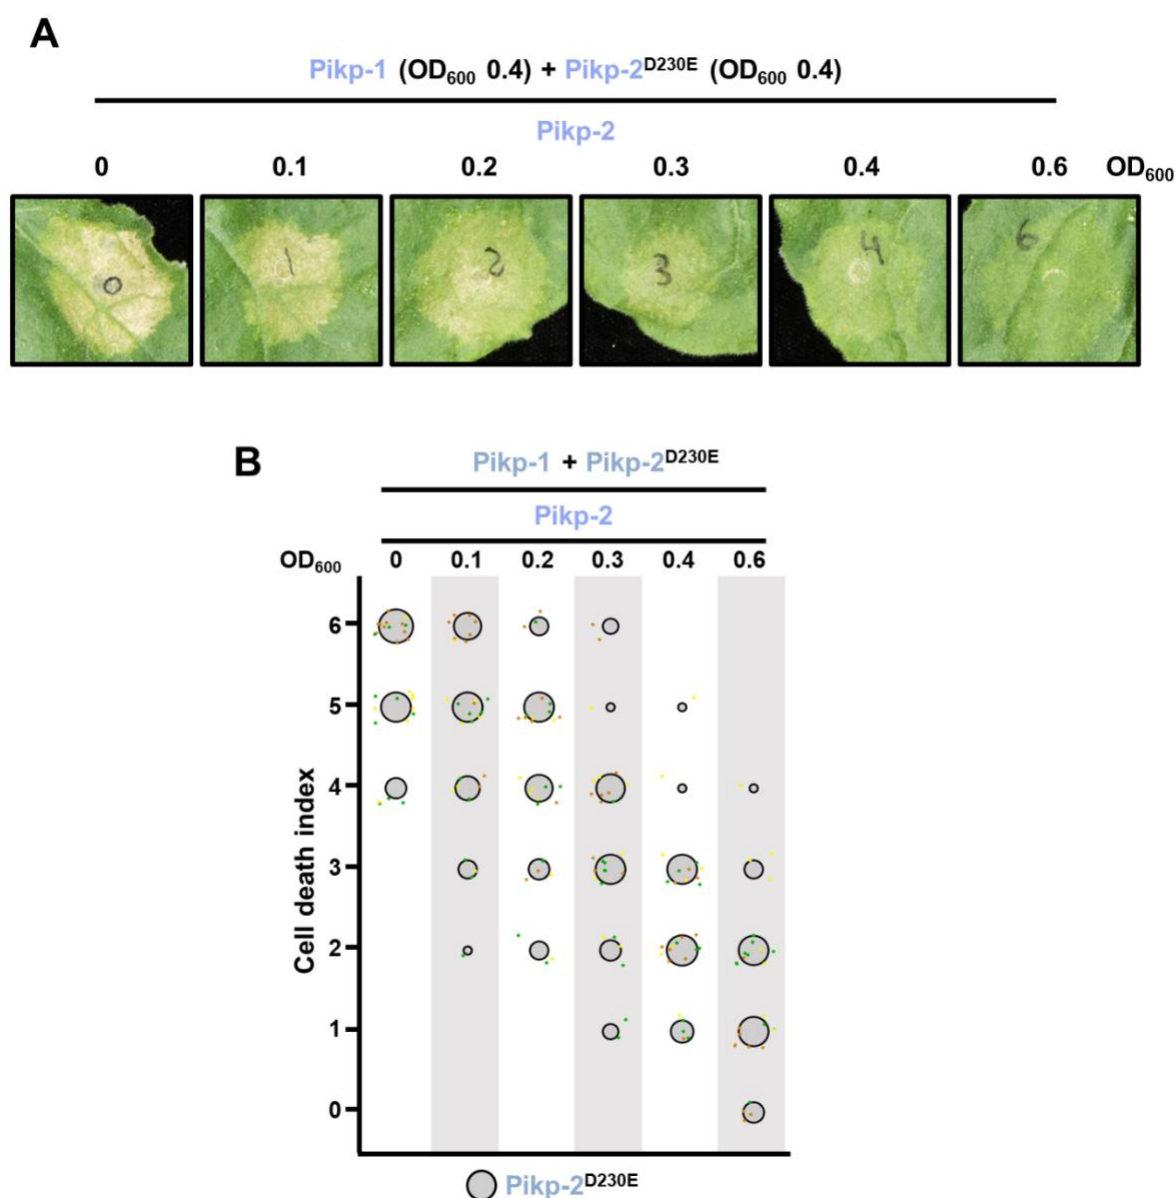 A
Pikp-1 (OD600 0.4) + Pikp-2D230E (OD600 0.4)
Pikp-2
0 0.1 0.2 0.3 0.4 0.6 OD600
0 1 2 3 4 6
B
Pikp-1 + Pikp-2D230E
Pikp-2
OD600 0 0.1 0.2 0.3 0.4 0.6
6
5
4
3
2
1
0
Cell death index
Pikp-2D230E